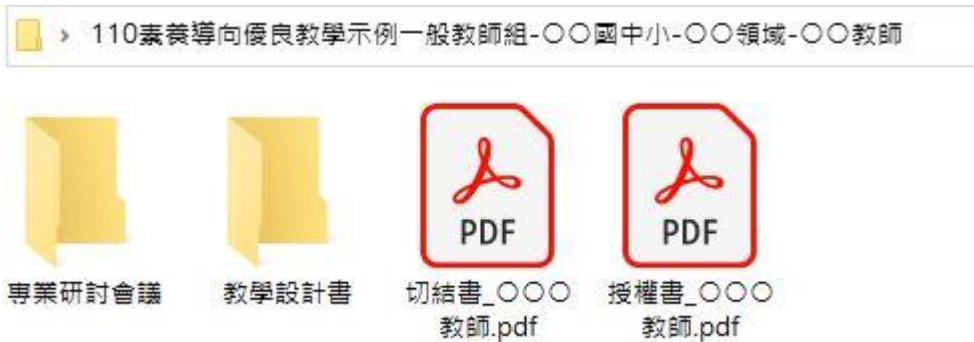 110素養導向優良教學示例一般教師組-○○國中小-○○領域-○○教師
PDF
PDF
專業研討會議
教學設計書
切結書_○○○
教師.pdf
授權書_○○○
教師.pdf